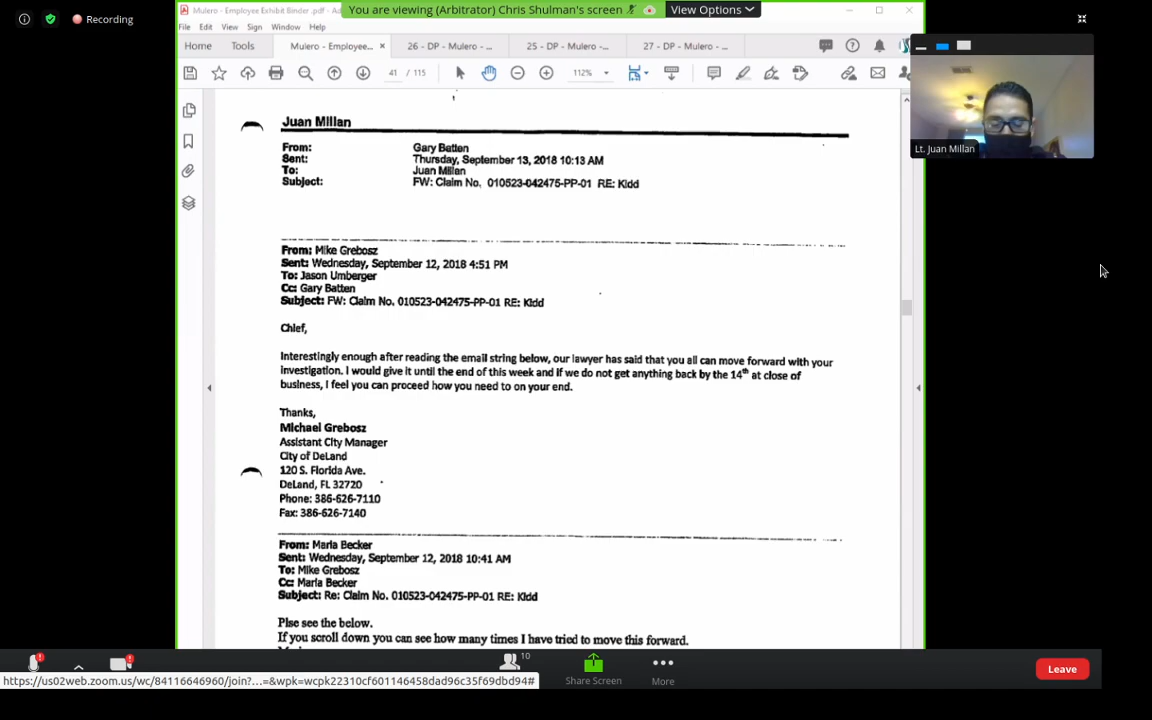 Recording
Mulero - Employee Exhibit Binder .pdf -
You are viewing (Arbitrator) Chris Shulman's screen
View Options
File Edit View Sign Window Help
Home Tools Mulero - Employee... × 26 - DP - Mulero - ... 25 - DP - Mulero -... 27 - DP - Mulero - ...
41 / 115 112%
Lt. Juan Millan
Juan Millan
From: Gary Batten
Sent: Thursday, September 13, 2018 10:13 AM
To: Juan Millan
Subject: FW: Claim No. 010523-042475-PP-01 RE: Kidd
From: Mike Grebosz
Sent: Wednesday, September 12, 2018 4:51 PM
To: Jason Umberger
Cc: Gary Batten
Subject: FW: Claim No. 010523-042475-PP-01 RE: Kidd
Chief,
Interestingly enough after reading the email string below, our lawyer has said that you all can move forward with your
investigation. I would give it until the end of this week and if we do not get anything back by the 14th at close of
business, I feel you can proceed how you need to on your end.
Thanks,
Michael Grebosz
Assistant City Manager
City of DeLand
120 S. Florida Ave.
DeLand, FL 32720
Phone: 386-626-7110
Fax: 386-626-7140
From: Maria Becker
Sent: Wednesday, September 12, 2018 10:41 AM
To: Mike Grebosz
Cc: Maria Becker
Subject: Re: Claim No. 010523-042475-PP-01 RE: Kidd
Plse see the below.
If you scroll down you can see how many times I have tried to move this forward.
10
Share Screen
More
Leave
https://us02web.zoom.us/wc/84116646960/join?...=&wpk=wcpk22310cf601146458dad96c35f69dbd94#